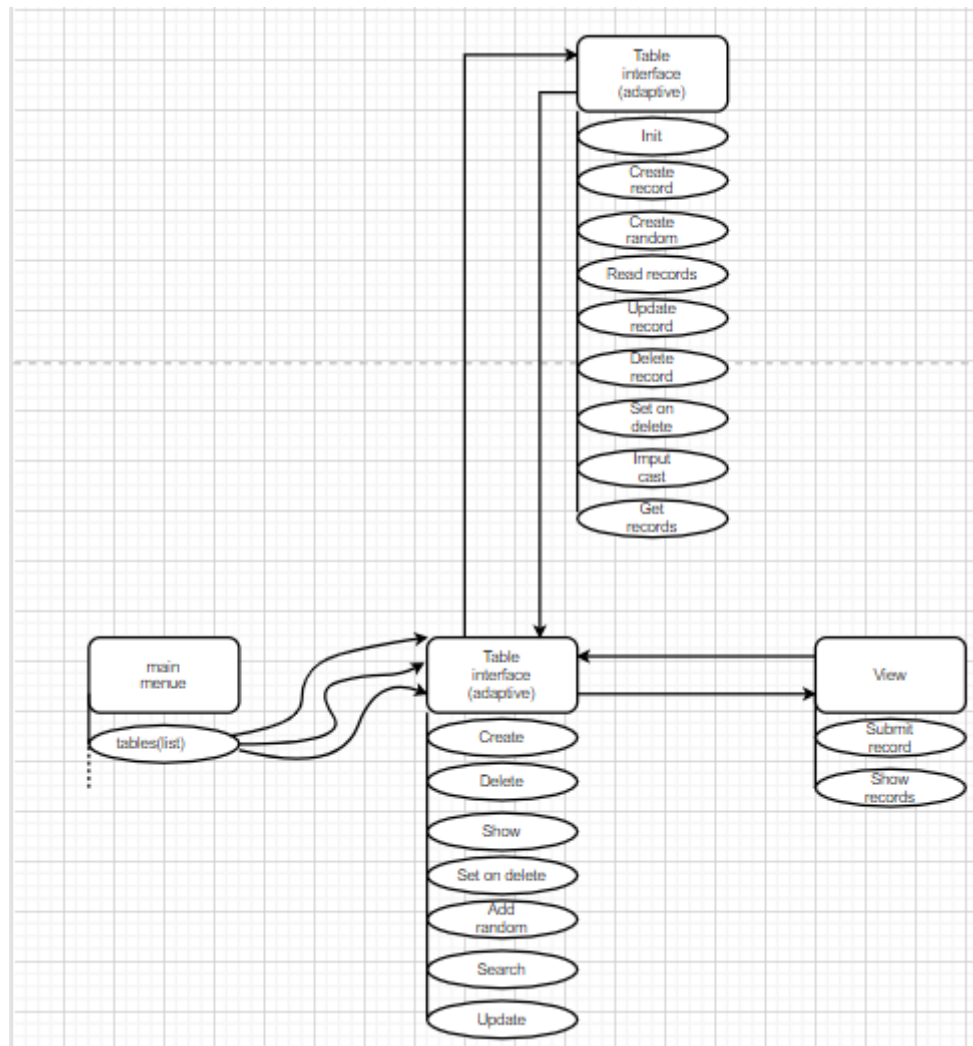 Table
interface
(adaptive)
Init
Create
record
Create
random
Read records
Update
record
Delete
record
Set on
delete
Imput
cast
Get
records
main
menue
tables(list)
Table
interface
(adaptive)
Create
Delete
Show
Set on delete
Add
random
Search
Update
View
Submit
record
Show
records